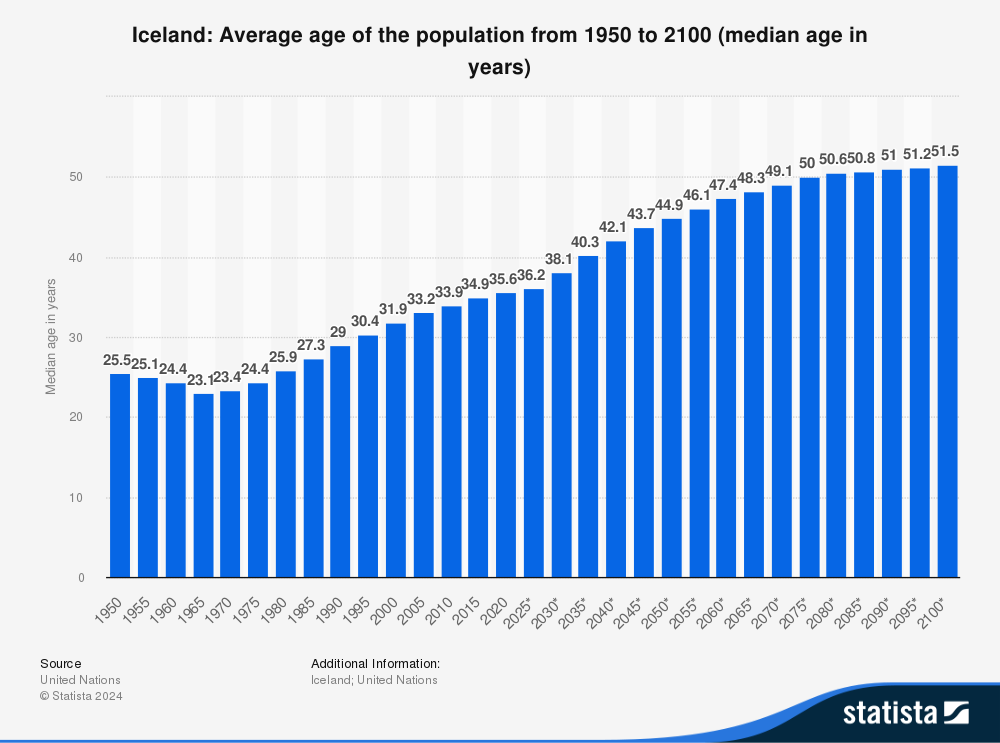 Iceland: Average age of the population from 1950 to 2100 (median age in
years)
Median age in years
50
40
30
20
10
0
25.5 25.1 24.4 23.1 23.4 24.4 25.9 27.3 29 30.4 31.9 33.2 33.9 34.9 35.6 36.2 38.1 40.3 42.1 43.7 44.9 46.1 47.4 48.3 49.1 50 50.6 50.8 51 51.2 51.5
1950 1955 1960 1965 1970 1975 1980 1985 1990 1995 2000 2005 2010 2015 2020 2025* 2030* 2035* 2040* 2045* 2050* 2055* 2060* 2065* 2070* 2075* 2080* 2085* 2090* 2095* 2100*
Source
United Nations
© Statista 2024
Additional Information:
Iceland; United Nations
statista